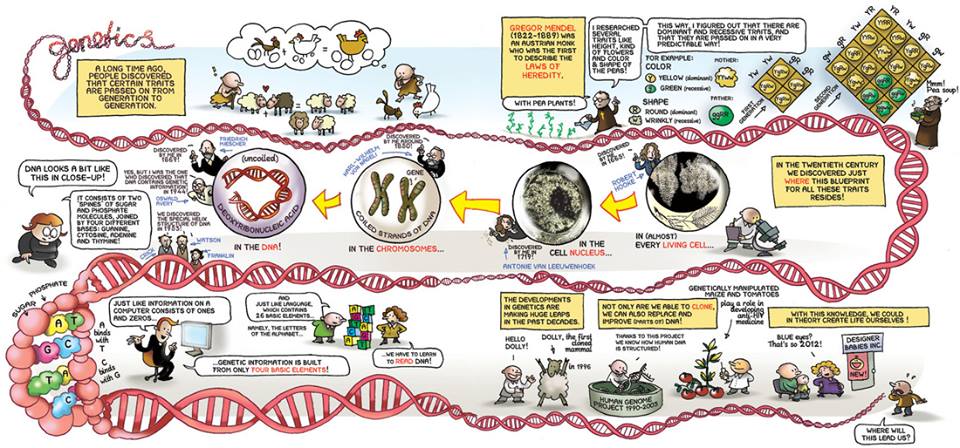 genetics
A LONG TIME AGO,
PEOPLE DISCOVERED
THAT CERTAIN TRAITS
ARE PASSED ON FROM
GENERATION TO
GENERATION.
GREGOR MENDEL
(1822-1889) WAS
AN AUSTRIAN MONK
WHO WAS THE FIRST
TO DESCRIBE THE
LAWS OF
HEREDITY.
WITH PEA PLANTS!
I RESEARCHED
SEVERAL
TRAITS LIKE
HEIGHT, KIND
OF FLOWERS
AND COLOR
& SHAPE OF
THE PEAS!
THIS WAY, I FIGURED OUT THAT THERE ARE
DOMINANT AND RECESSIVE TRAITS, AND
THAT THEY ARE PASSED ON IN A VERY
PREDICTABLE WAY!
FOR EXAMPLE:
COLOR
Y YELLOW (dominant)
G GREEN (recessive)
SHAPE
R ROUND (dominant)
W WRINKLY (recessive)
MOTHER:
YYww
FATHER:
ggRR
FIRST
GENERATION
SECOND
GENERATION
Mmm!
Pea soup!
IN THE TWENTIETH CENTURY
WE DISCOVERED JUST
WHERE THIS BLUEPRINT
FOR ALL THESE TRAITS
RESIDES!
IN (ALMOST)
EVERY LIVING CELL...
DISCOVERED
BY ME
IN 1665!
ROBERT
HOOKE
IN THE
CELL NUCLEUS...
DISCOVERED
BY ME IN
1719!
ANTONIE VAN LEEUWENHOEK
IN THE CHROMOSOMES...
GENE
COILED STRANDS OF DNA
DISCOVERED
BY ME AROUND
1850!
KARL-WILHELM
VON NÄGELI
IN THE DNA!
(uncoiled)
DEOXYRIBONUCLEIC ACID
FRIEDRICH
MIESCHER
DISCOVERED
BY ME IN
1869!
YES, BUT I WAS THE
ONE WHO DISCOVERED
THAT DNA CONTAINS
GENETIC
INFORMATION
IN 1944!
OSWALD
AVERY
WE DISCOVERED
THE SPECIAL HELIX
STRUCTURE OF DNA
IN 1953!
CRICK
WATSON
FRANKLIN
DNA LOOKS A BIT LIKE
THIS IN CLOSE-UP!
IT CONSISTS OF TWO
'SPINES' OF SUGAR
AND PHOSPHATE
MOLECULES, JOINED
BY FOUR DIFFERENT
BASES: GUANINE,
CYTOSINE, ADENINE
AND THYMINE!
SUGAR
PHOSPHATE
A T
G C
T A
G C
A
binds
with
T
C
binds
with G
JUST LIKE INFORMATION ON A
COMPUTER CONSISTS OF ONES
AND ZEROS...
...GENETIC INFORMATION IS BUILT
FROM ONLY FOUR BASIC ELEMENTS!
AND
JUST LIKE LANGUAGE,
WHICH CONTAINS
26 BASIC ELEMENTS...
NAMELY, THE LETTERS
OF THE ALPHABET...
...WE HAVE TO LEARN
TO READ DNA!
THE DEVELOPMENTS
IN GENETICS ARE
MAKING HUGE LEAPS
IN THE PAST DECADES.
HELLO
DOLLY!
DOLLY, the first
cloned
mammal
in 1996
NOT ONLY ARE WE ABLE TO CLONE,
WE CAN ALSO REPLACE AND
IMPROVE (PARTS OF) DNA!
THANKS TO THIS PROJECT
WE KNOW HOW HUMAN DNA
IS STRUCTURED!
HUMAN GENOME
PROJECT 1990-2003
GENETICALLY MANIPULATED
MAIZE AND TOMATOES
play a role in
developing
anti-HIV
medicine
WITH THIS KNOWLEDGE, WE COULD
IN THEORY CREATE LIFE OURSELVES!
BLUE eyes?
That's so 2012!
DESIGNER
BABIES INC.
NEW!
WHERE WILL
THIS LEAD US?